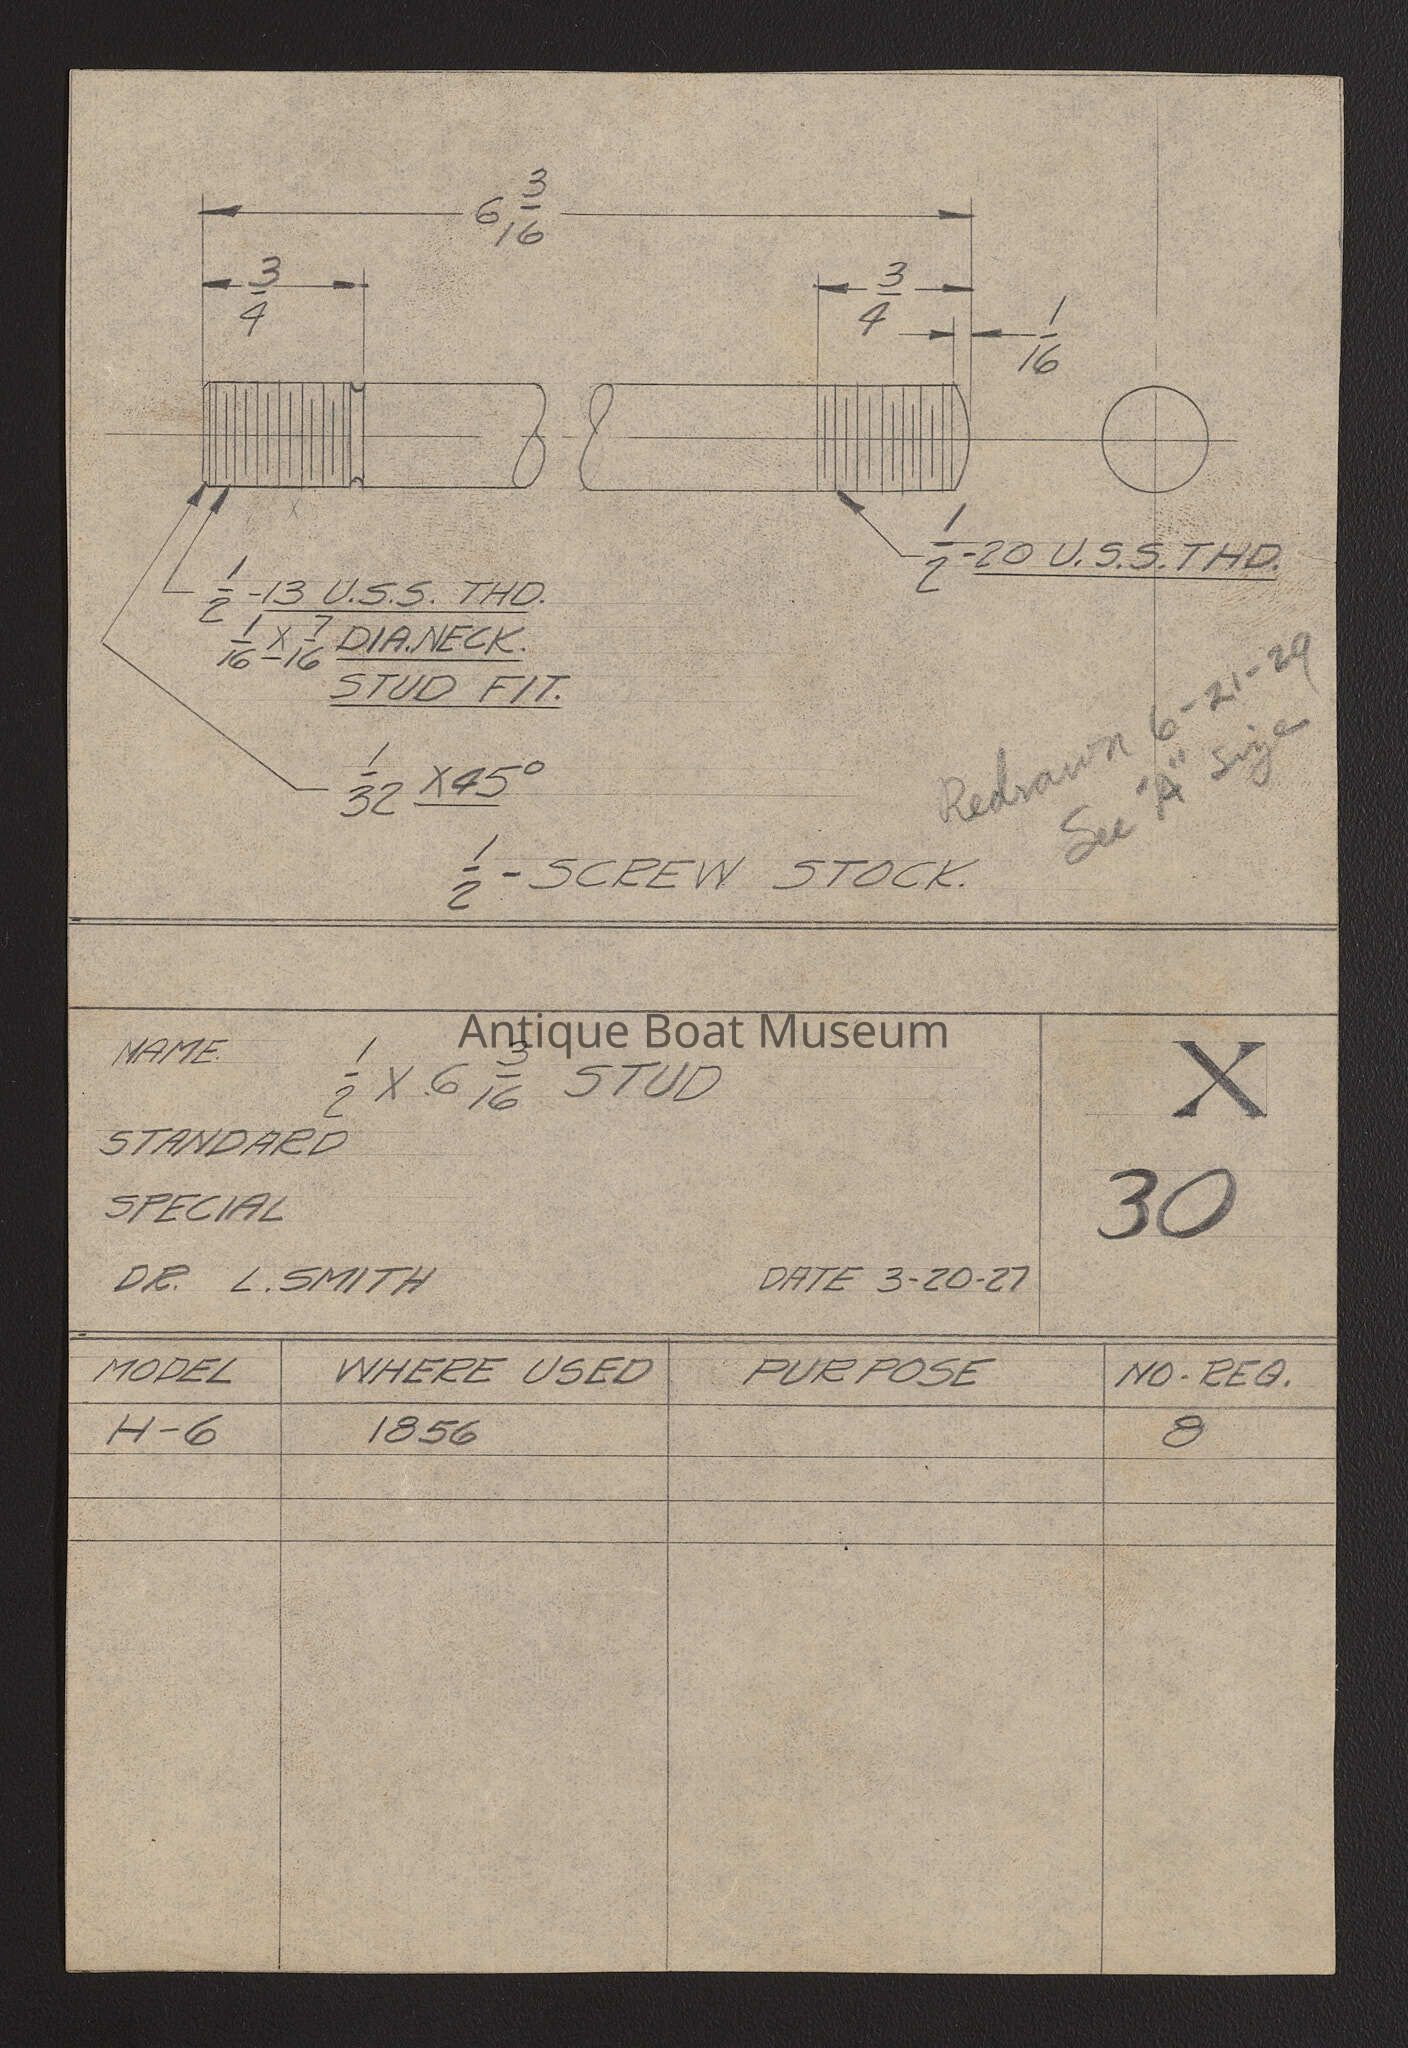 6 3/16
3/4
3/4
1/16
1/2-20 U.S.S. THD.
1/2-13 U.S.S. THD.
1/16 X 7/16 DIA. NECK.
STUD FIT.
1/32 X 45°
Redrawn 6-21-29
See "A" size
1/2 - SCREW STOCK.
Antique Boat Museum
NAME 1/2 X 6 3/16 STUD
X
STANDARD
30
SPECIAL
DR. L. SMITH DATE 3-20-27
MODEL WHERE USED PURPOSE NO. REQ.
H-6 1856 8